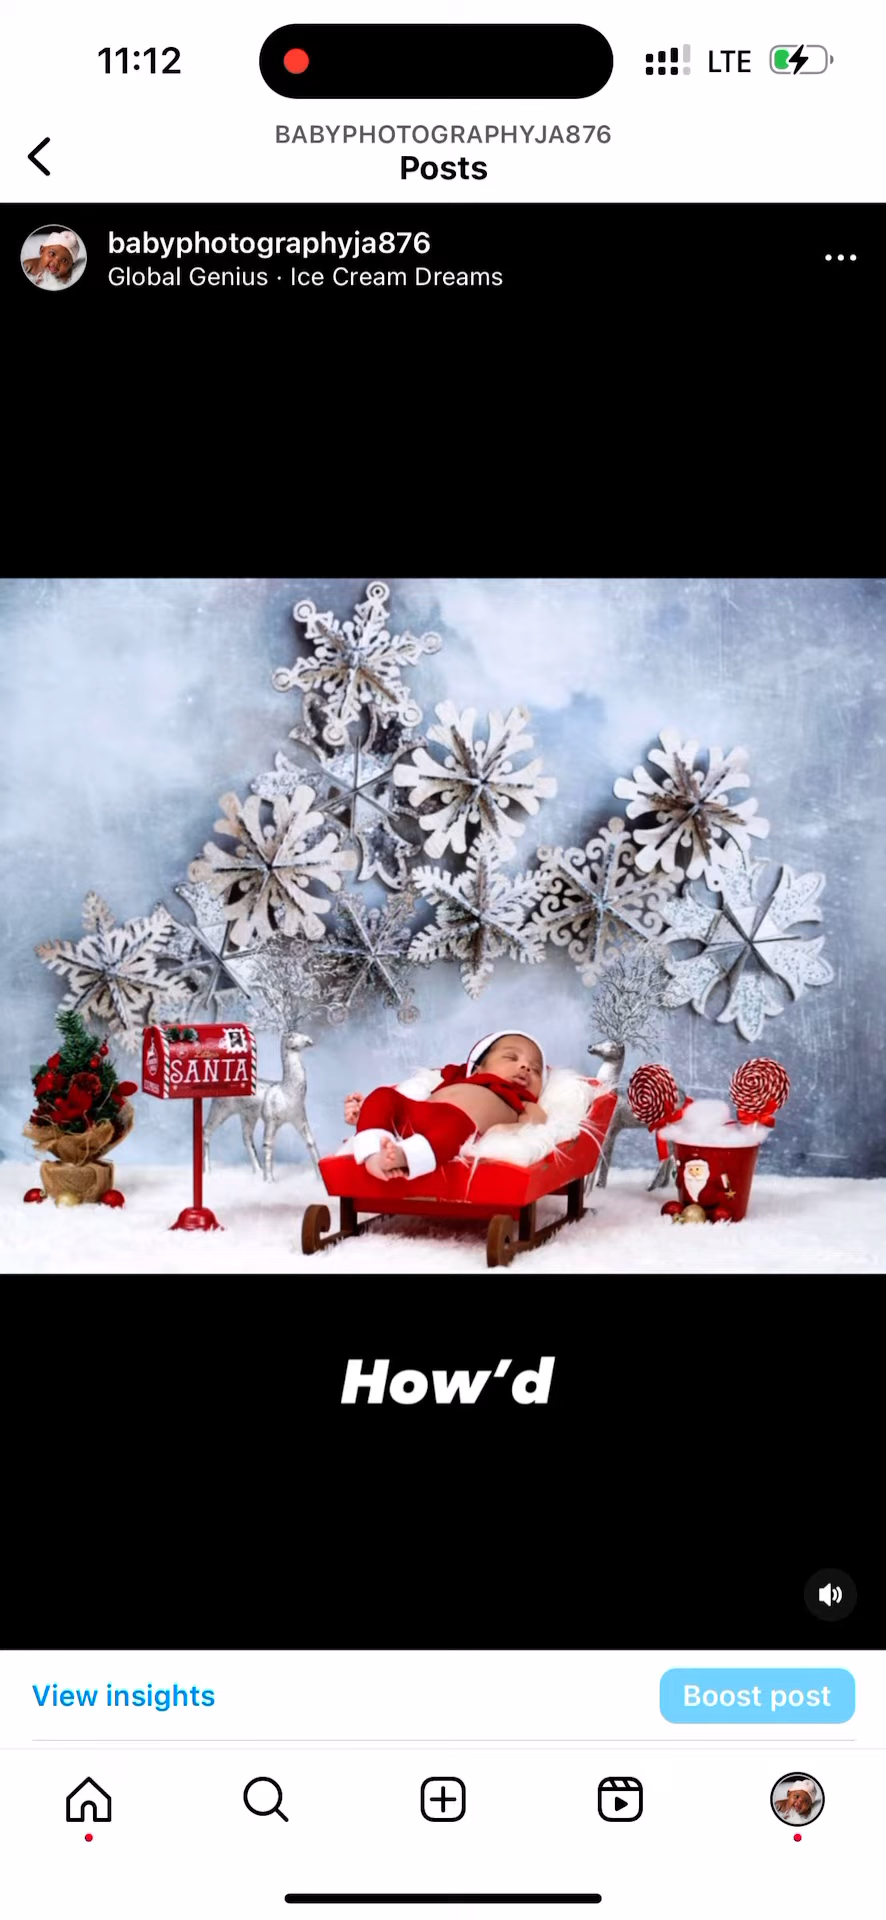 11:12
LTE
BABYPHOTOGRAPHYJA876
Posts
babyphotographyja876
Global Genius · Ice Cream Dreams
SANTA
How’d
View insights
Boost post